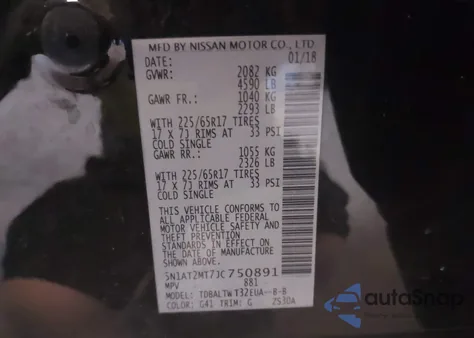 MFD BY NISSAN MOTOR CO., LTD
DATE: 01/18
GVWR: 2082 KG
4590 LB
GAWR FR.: 1040 KG
2293 LB
WITH 225/65R17 TIRES
17 X 7J RIMS AT 33 PSI
COLD SINGLE
GAWR RR.: 1055 KG
2326 LB
WITH 225/65R17 TIRES
17 X 7J RIMS AT 33 PSI
COLD SINGLE
THIS VEHICLE CONFORMS TO
ALL APPLICABLE FEDERAL
MOTOR VEHICLE SAFETY AND
THEFT PREVENTION
STANDARDS IN EFFECT ON
THE DATE OF MANUFACTURE
SHOWN ABOVE.
5N1AT2MT7JC750891
MPV 881
MODEL: TDBALTW T32EUA--B-B
COLOR: G41 TRIM: G 2530A
autoSnap